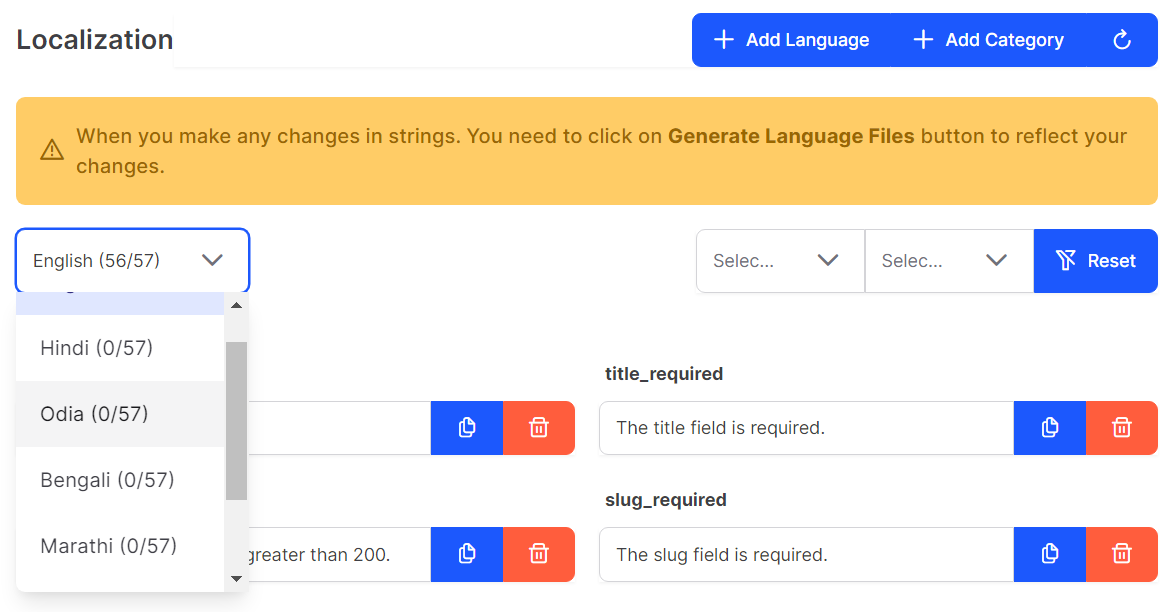 Localization
Add Language
Add Category
When you make any changes in strings. You need to click on Generate Language Files button to reflect your
changes.
English (56/57)
Selec...
Selec...
Reset
Hindi (0/57)
Odia (0/57)
Bengali (0/57)
Marathi (0/57)
title_required
The title field is required.
slug_required
greater than 200.
The slug field is required.